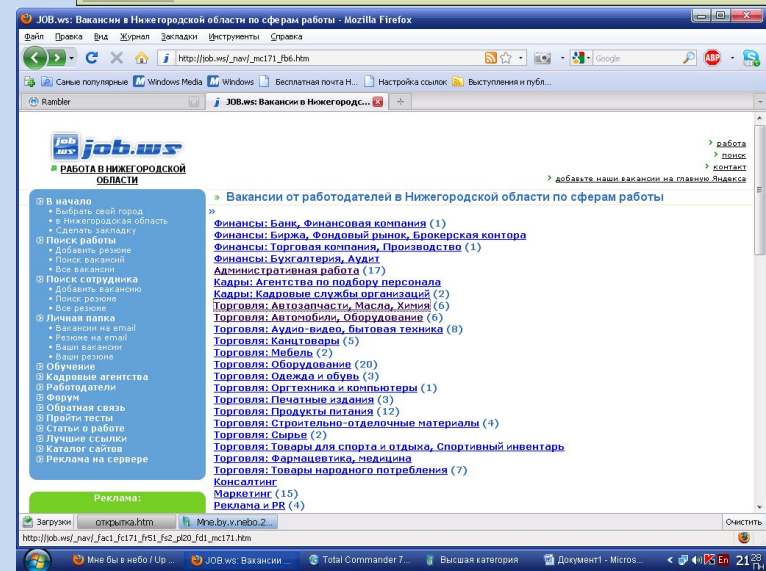 JOB.ws: Вакансии в Нижегородской области по сферам работы - Mozilla Firefox
Файл Правка Вид Журнал Закладки Инструменты Справка
http://job.ws/_nav/_mc171_fb6.htm
Google
ABP
Самые популярные Windows Media Windows Бесплатная почта H... Настройка ссылок Выступления и публ...
Rambler JOB.ws: Вакансии в Нижегородс...
job ws job.ws
РАБОТА В НИЖЕГОРОДСКОЙ ОБЛАСТИ
работа
поиск
контакт
добавьте наши вакансии на главную Яндекса
В начало
Выбрать свой город
в Нижегородская область
Сделать закладку
Поиск работы
Добавить резюме
Поиск вакансий
Все вакансии
Поиск сотрудника
Добавить вакансию
Поиск резюме
Все резюме
Личная папка
Вакансии на email
Резюме на email
Ваши вакансии
Ваши резюме
Обучение
Кадровые агентства
Работодатели
Форум
Обратная связь
Пройти тесты
Статьи о работе
Лучшие ссылки
Каталог сайтов
Реклама на сервере
Реклама:
» Вакансии от работодателей в Нижегородской области по сферам работы
»
Финансы: Банк, Финансовая компания (1)
Финансы: Биржа, Фондовый рынок, Брокерская контора
Финансы: Торговая компания, Производство (1)
Финансы: Бухгалтерия, Аудит
Административная работа (17)
Кадры: Агентства по подбору персонала
Кадры: Кадровые службы организаций (2)
Торговля: Автозапчасти, Масла, Химия (6)
Торговля: Автомобили, Оборудование (6)
Торговля: Аудио-видео, бытовая техника (8)
Торговля: Канцтовары (5)
Торговля: Мебель (2)
Торговля: Оборудование (20)
Торговля: Одежда и обувь (3)
Торговля: Оргтехника и компьютеры (1)
Торговля: Печатные издания (3)
Торговля: Продукты питания (12)
Торговля: Строительно-отделочные материалы (4)
Торговля: Сырье (2)
Торговля: Товары для спорта и отдыха, Спортивный инвентарь
Торговля: Фармацевтика, медицина
Торговля: Товары народного потребления (7)
Консалтинг
Маркетинг (15)
Реклама и PR (4)
Загрузки открытка.htm Mne.by.v.nebo.2... Очистить
http://job.ws/_nav/_fac1_fc171_fr51_fs2_pl20_fd1_mc171.htm
Мне бы в небо / Up ... JOB.ws: Вакансии ... Total Commander 7... Высшая категория Документ1 - Micros... En 21 28 Пн